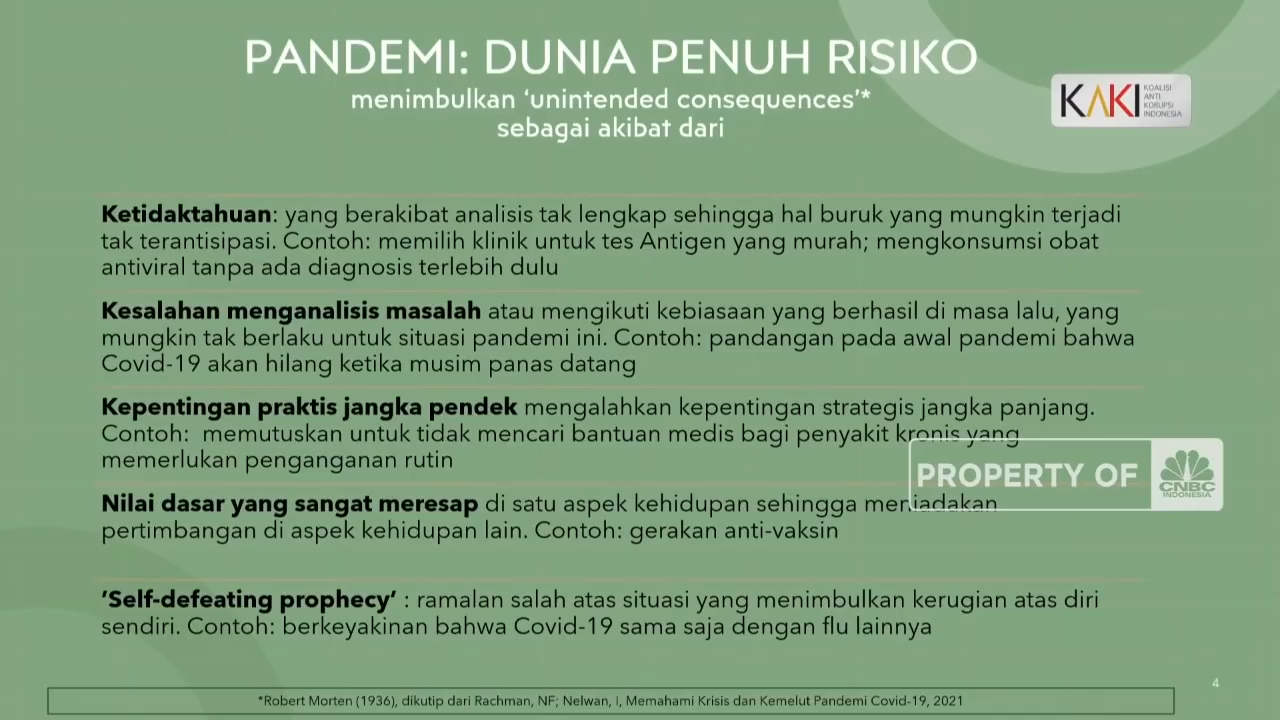 PANDEMI: DUNIA PENUH RISIKO
menimbulkan ‘unintended consequences’*
sebagai akibat dari
KAKI
KOALISI
ANTI
KORUPSI
INDONESIA
Ketidaktahuan: yang berakibat analisis tak lengkap sehingga hal buruk yang mungkin terjadi
tak terantisipasi. Contoh: memilih klinik untuk tes Antigen yang murah; mengkonsumsi obat
antiviral tanpa ada diagnosis terlebih dulu
Kesalahan menganalisis masalah atau mengikuti kebiasaan yang berhasil di masa lalu, yang
mungkin tak berlaku untuk situasi pandemi ini. Contoh: pandangan pada awal pandemi bahwa
Covid-19 akan hilang ketika musim panas datang
Kepentingan praktis jangka pendek mengalahkan kepentingan strategis jangka panjang.
Contoh:  memutuskan untuk tidak mencari bantuan medis bagi penyakit kronis yang
memerlukan penganganan rutin
PROPERTY OF
CNBC
INDONESIA
Nilai dasar yang sangat meresap di satu aspek kehidupan sehingga meniadakan
pertimbangan di aspek kehidupan lain. Contoh: gerakan anti-vaksin
’Self-defeating prophecy’ : ramalan salah atas situasi yang menimbulkan kerugian atas diri
sendiri. Contoh: berkeyakinan bahwa Covid-19 sama saja dengan flu lainnya
4
*Robert Morten (1936), dikutip dari Rachman, NF; Nelwan, I, Memahami Krisis dan Kemelut Pandemi Covid-19, 2021